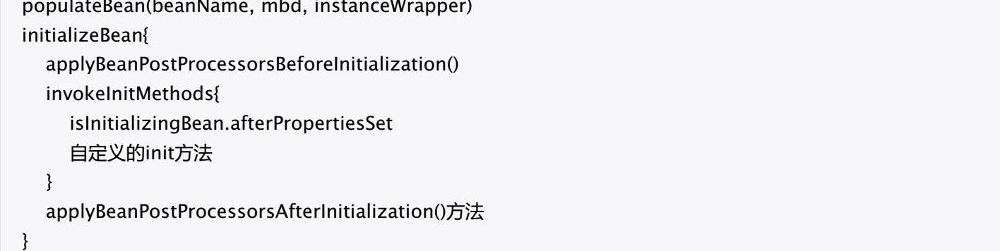 populateBean(beanName, mbd, instanceWrapper)
initializeBean{
applyBeanPostProcessorsBeforeInitialization()
invokeInitMethods{
isInitializingBean.afterPropertiesSet
自定义的init方法
}
applyBeanPostProcessorsAfterInitialization()方法
}